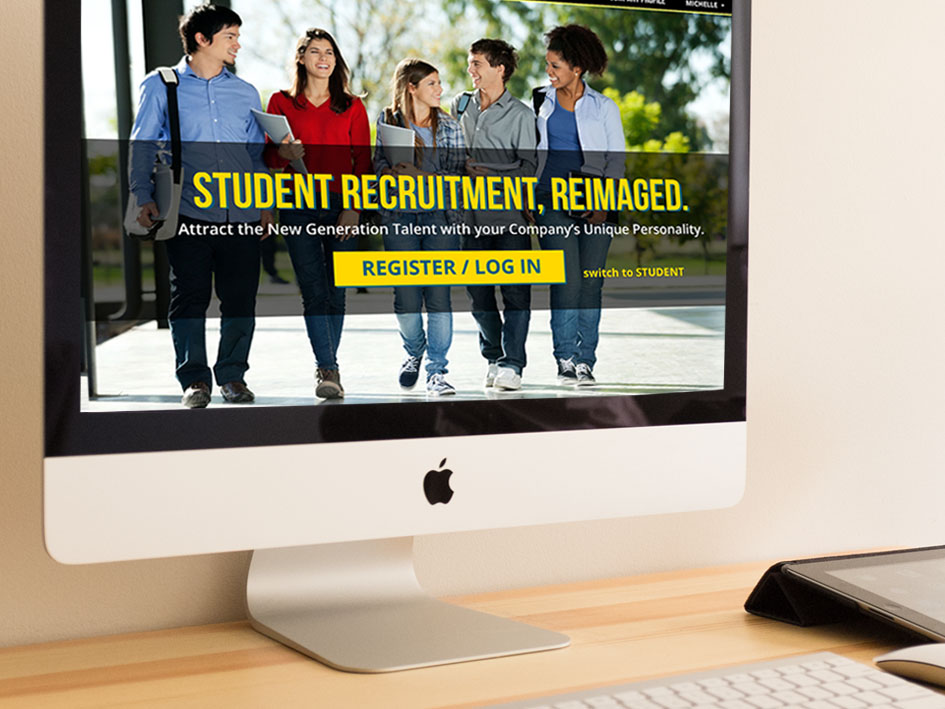 PROFILE MICHELLE
STUDENT RECRUITMENT, REIMAGED.
Attract the New Generation Talent with your Company's Unique Personality.
REGISTER / LOG IN
switch to STUDENT